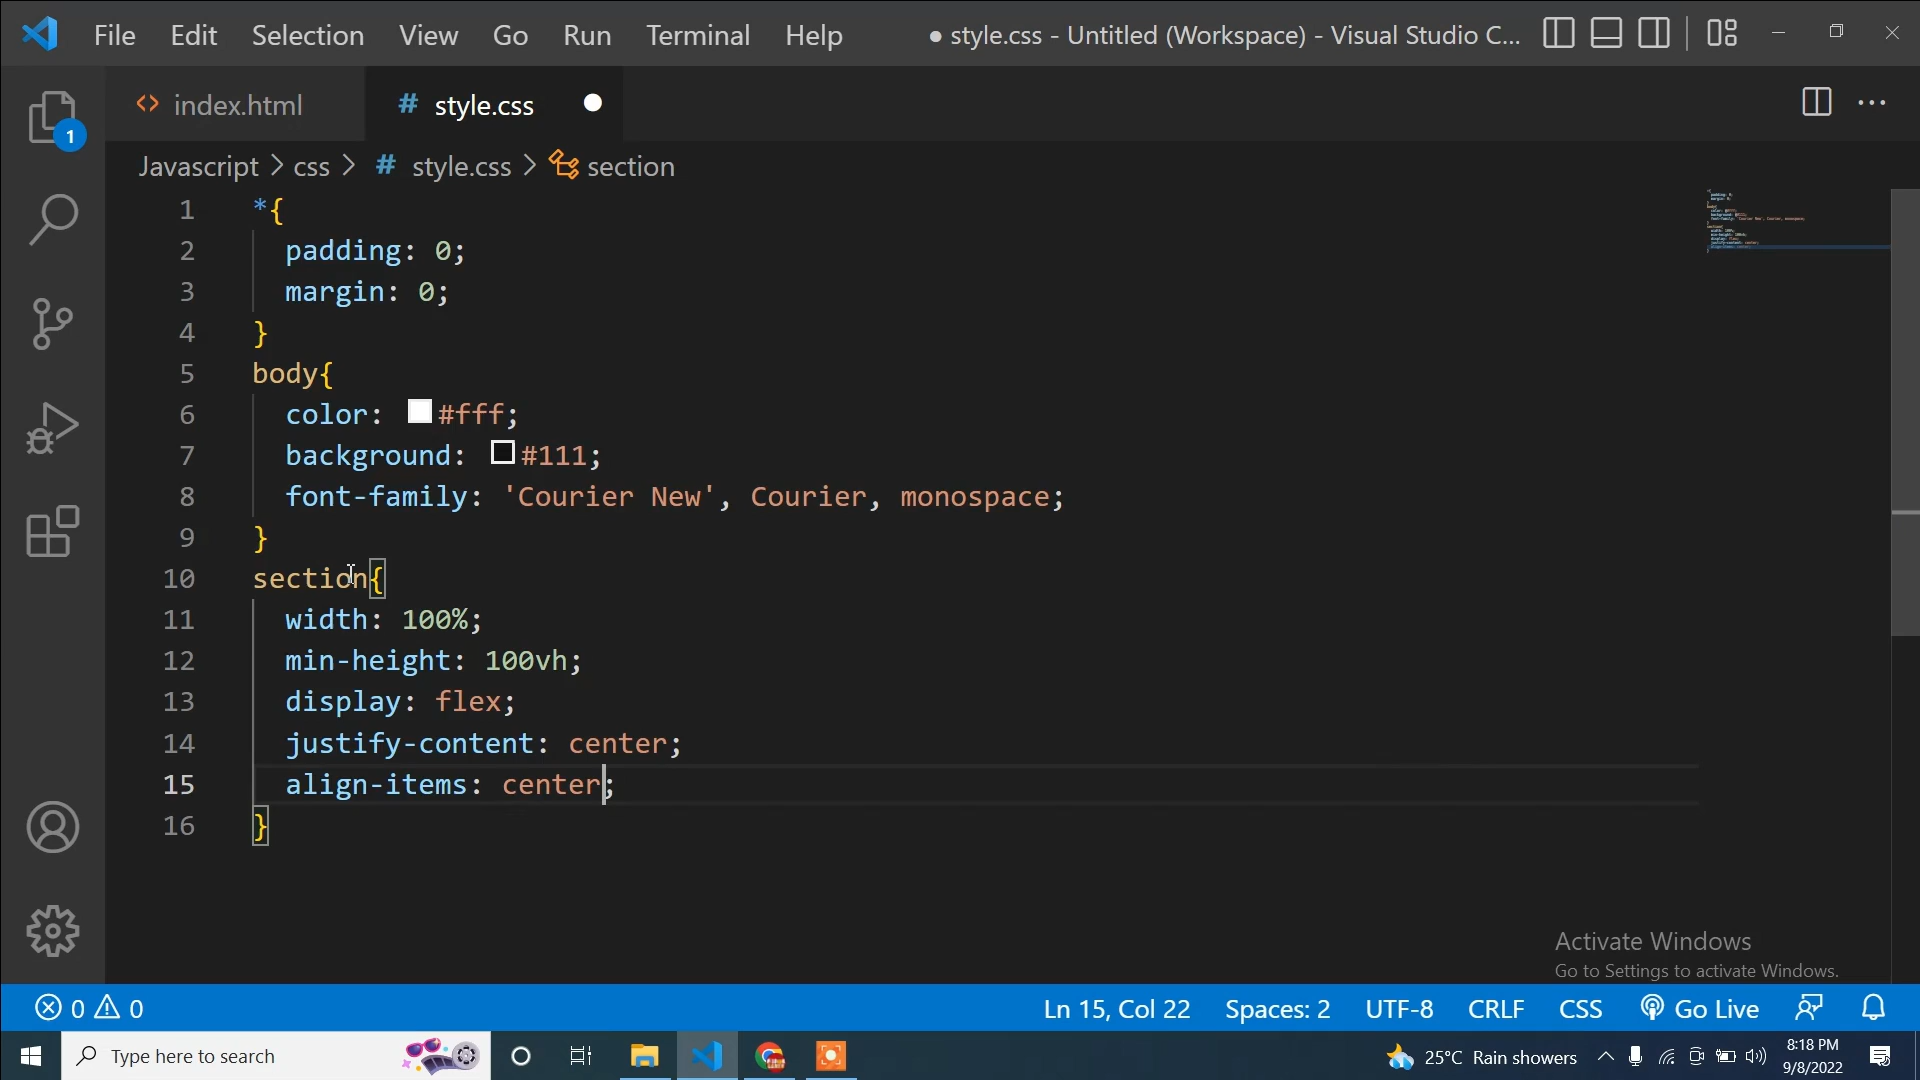 File Edit Selection View Go Run Terminal Help ● style.css - Untitled (Workspace) - Visual Studio C...
index.html # style.css
1
Javascript > css > # style.css > section
1 *{
2 padding: 0;
3 margin: 0;
4 }
5 body{
6 color: #fff;
7 background: #111;
8 font-family: 'Courier New', Courier, monospace;
9 }
10 section{
11 width: 100%;
12 min-height: 100vh;
13 display: flex;
14 justify-content: center;
15 align-items: center;
16 }
Activate Windows
Go to Settings to activate Windows.
0 0 Ln 15, Col 22 Spaces: 2 UTF-8 CRLF CSS Go Live
Type here to search 25°C Rain showers 8:18 PM
9/8/2022